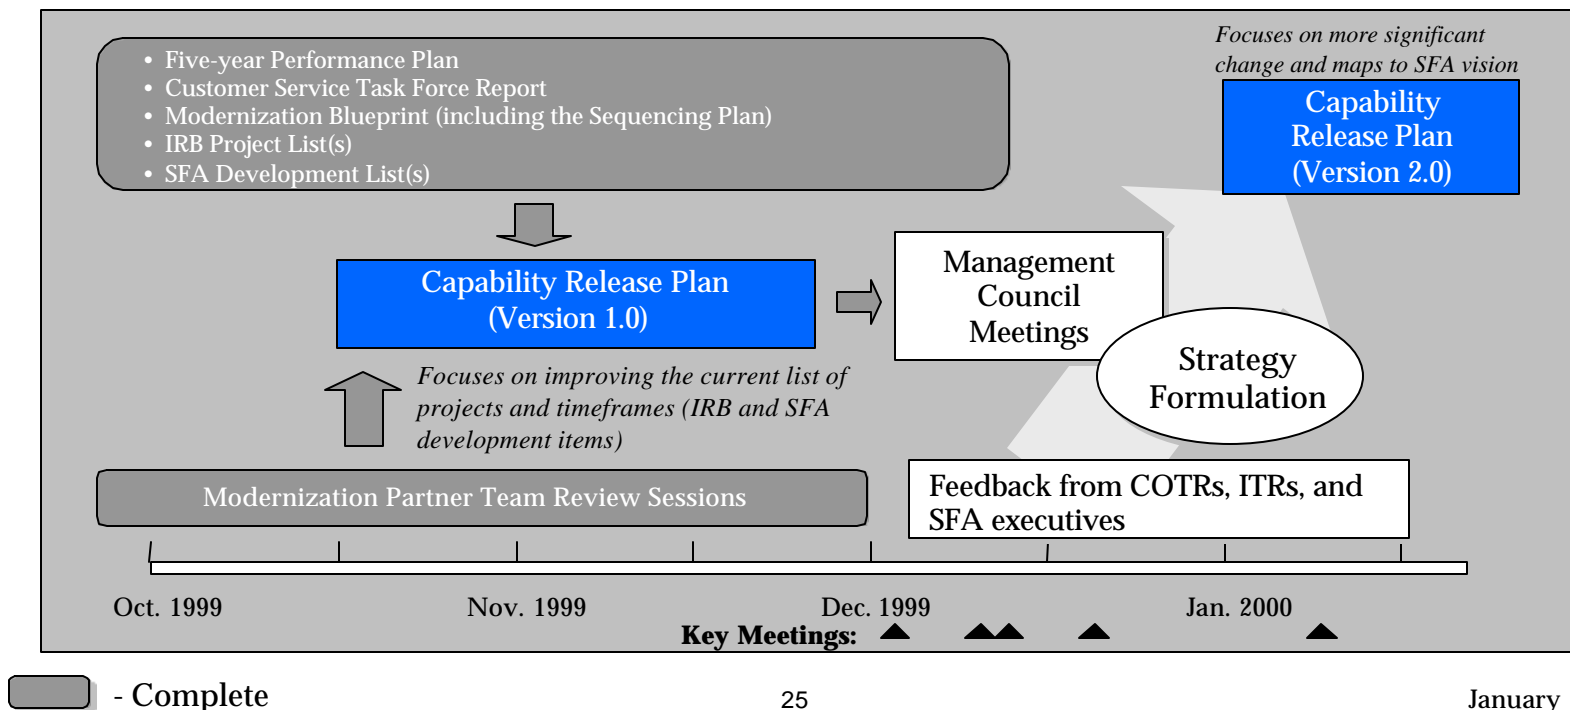 Focuses on more significant
change and maps to SFA vision
• Five-year Performance Plan
• Customer Service Task Force Report
• Modernization Blueprint (including the Sequencing Plan)
• IRB Project List(s)
• SFA Development List(s)
Capability
Release Plan
(Version 2.0)
Capability Release Plan
(Version 1.0)
Management
Council
Meetings
Strategy
Formulation
Focuses on improving the current list of
projects and timeframes (IRB and SFA
development items)
Modernization Partner Team Review Sessions
Feedback from COTRs, ITRs, and
SFA executives
Oct. 1999 Nov. 1999 Dec. 1999 Jan. 2000
Key Meetings:
- Complete 25 January